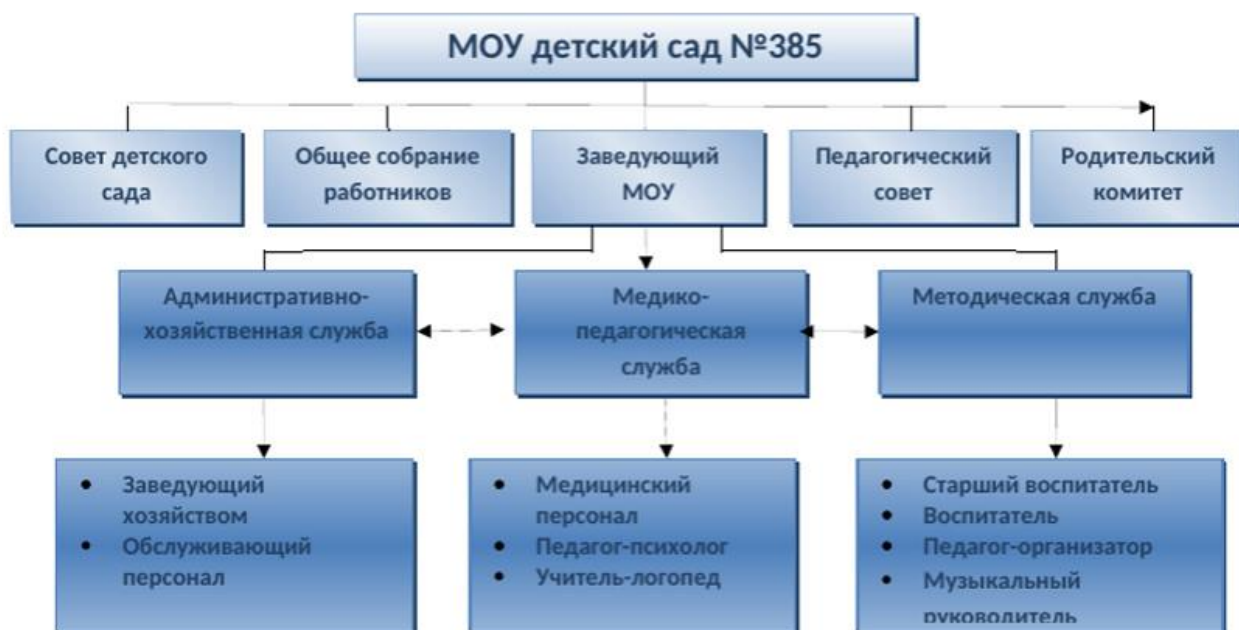 МОУ детский сад №385
Совет детского
сада
Общее собрание
работников
Заведующий
МОУ
Педагогический
совет
Родительский
комитет
Административно-
хозяйственная служба
Медико-
педагогическая
служба
Методическая служба
• Заведующий
хозяйством
• Обслуживающий
персонал
• Медицинский
персонал
• Педагог-психолог
• Учитель-логопед
• Старший воспитатель
• Воспитатель
• Педагог-организатор
• Музыкальный
руководитель